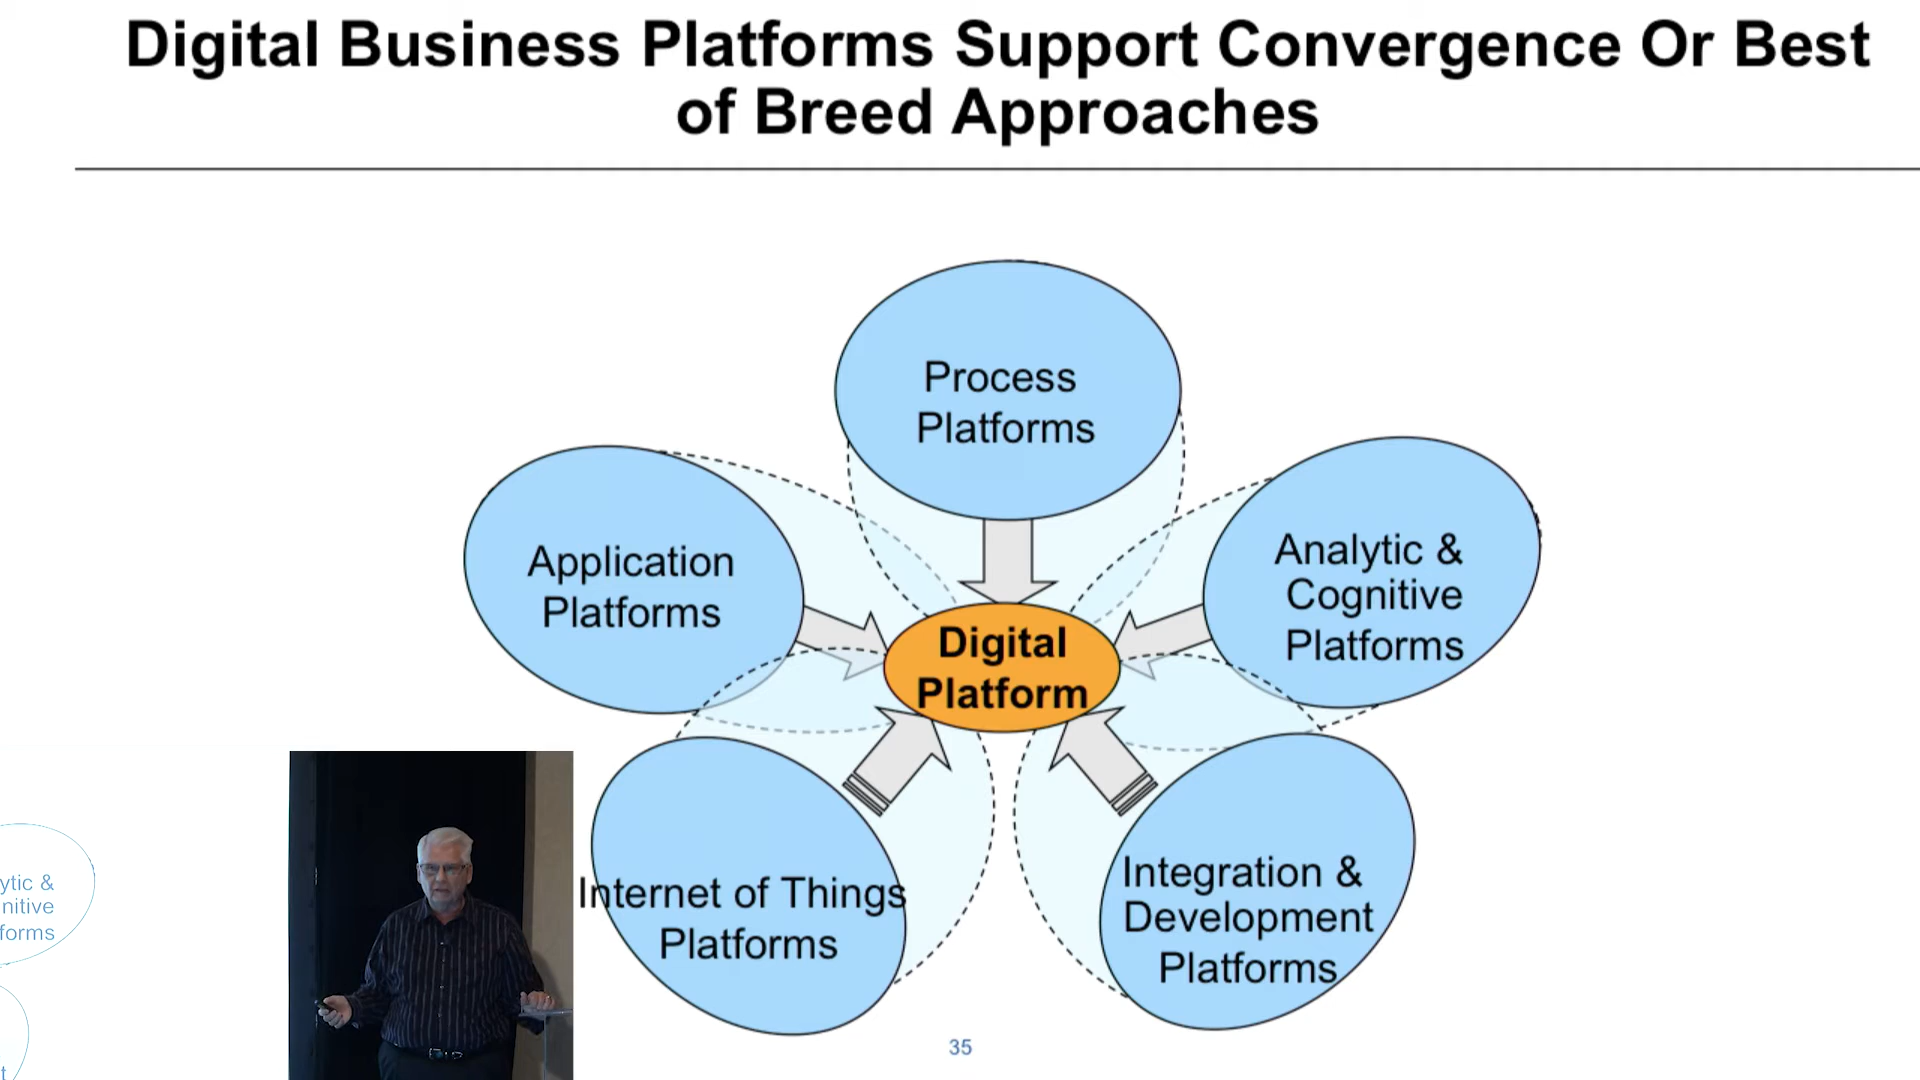 Digital Business Platforms Support Convergence Or Best
of Breed Approaches
Process
Platforms
Application
Platforms
Analytic &
Cognitive
Platforms
Digital
Platform
Internet of Things
Platforms
Integration &
Development
Platforms
ytic &
nitive
forms
t
35